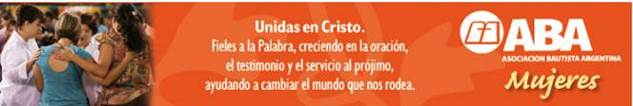 Unidas en Cristo.
Fieles a la Palabra, creciendo en la oración,
el testimonio y el servicio al prójimo,
ayudando a cambiar el mundo que nos rodea.
ABA
ASOCIACION BAUTISTA ARGENTINA
Mujeres